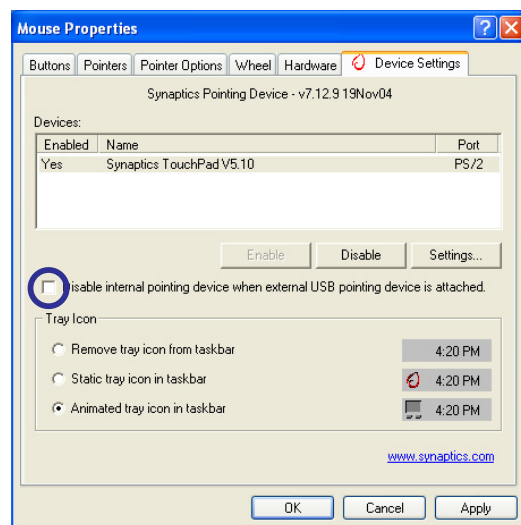 Mouse Properties
Buttons Pointers Pointer Options Wheel Hardware Device Settings
Synaptics Pointing Device - v7.12.9 19Nov04
Devices:
Enabled Name Port
Yes Synaptics TouchPad V5.10 PS/2
Enable Disable Settings...
Disable internal pointing device when external USB pointing device is attached.
Tray Icon
Remove tray icon from taskbar 4:20 PM
Static tray icon in taskbar 4:20 PM
Animated tray icon in taskbar 4:20 PM
www.synaptics.com
OK Cancel Apply